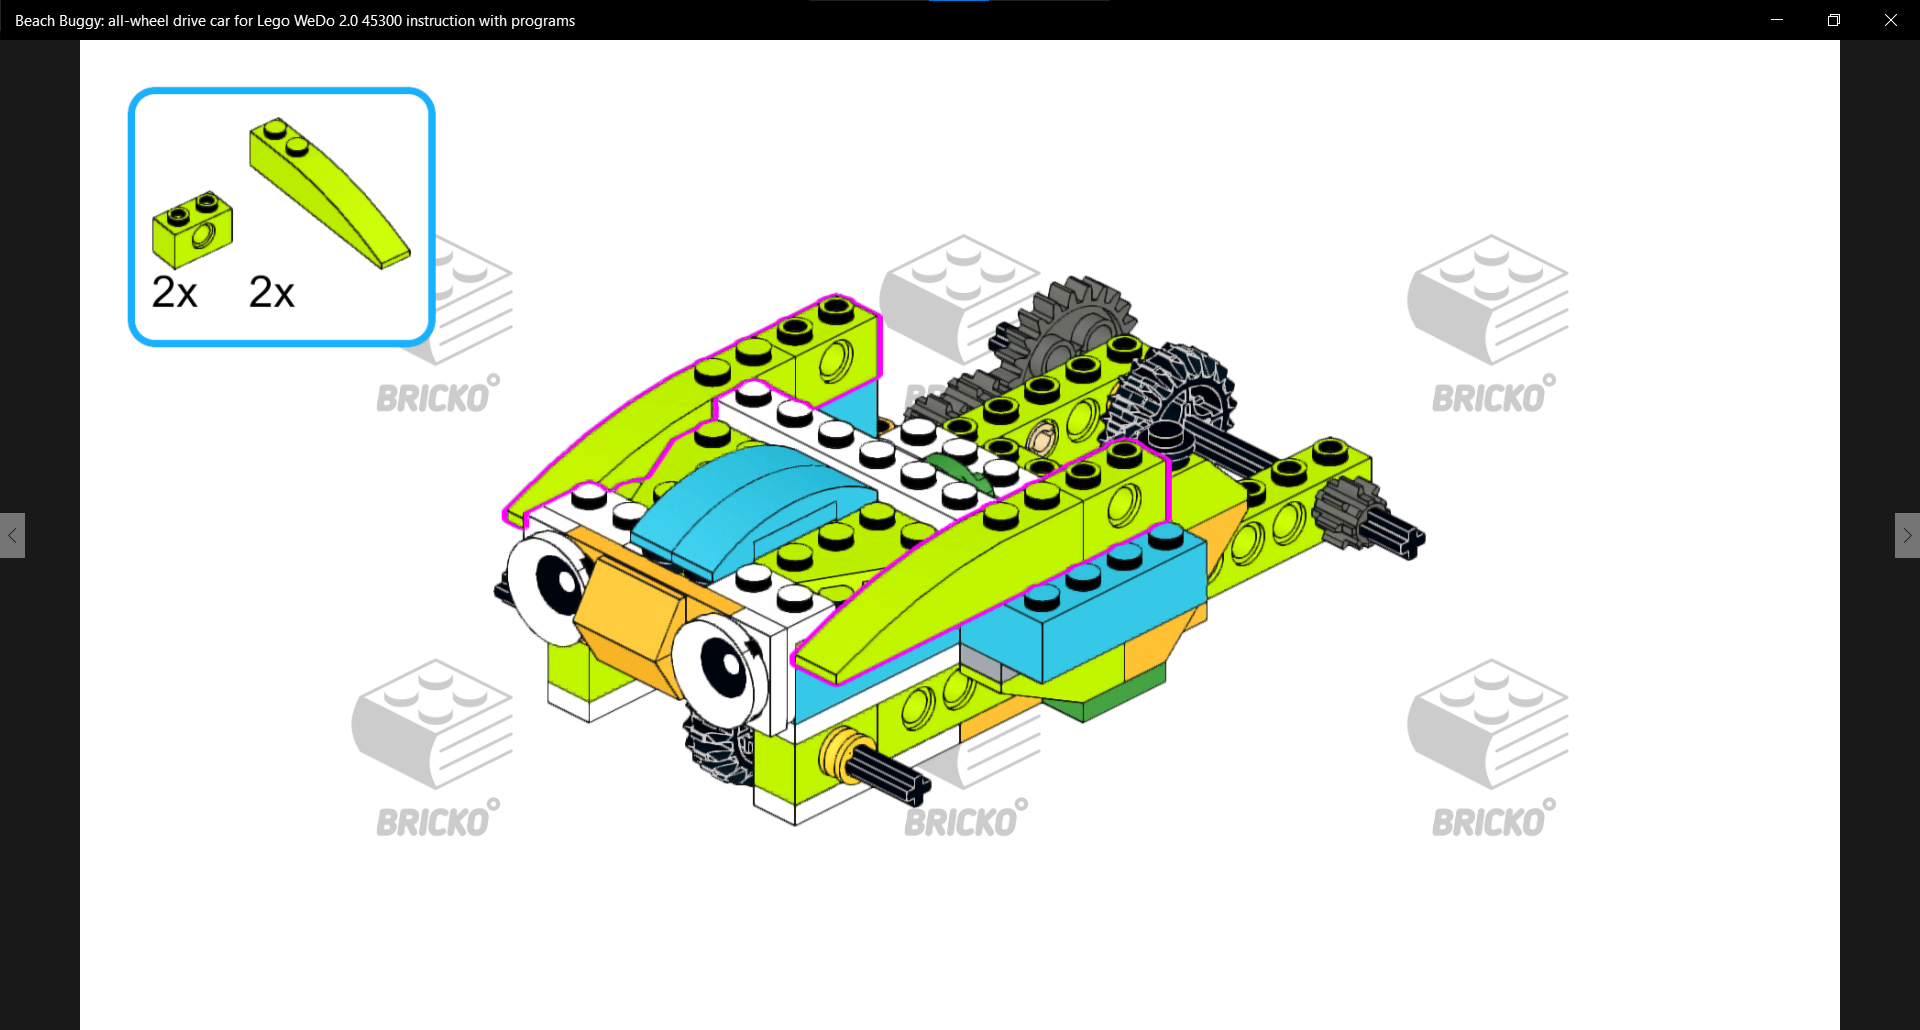 Beach Buggy: all-wheel drive car for Lego WeDo 2.0 45300 instruction with programs
2x 2x
BRICKO
BR
BRICKO
BRICKO
BRICKO
BRICKO